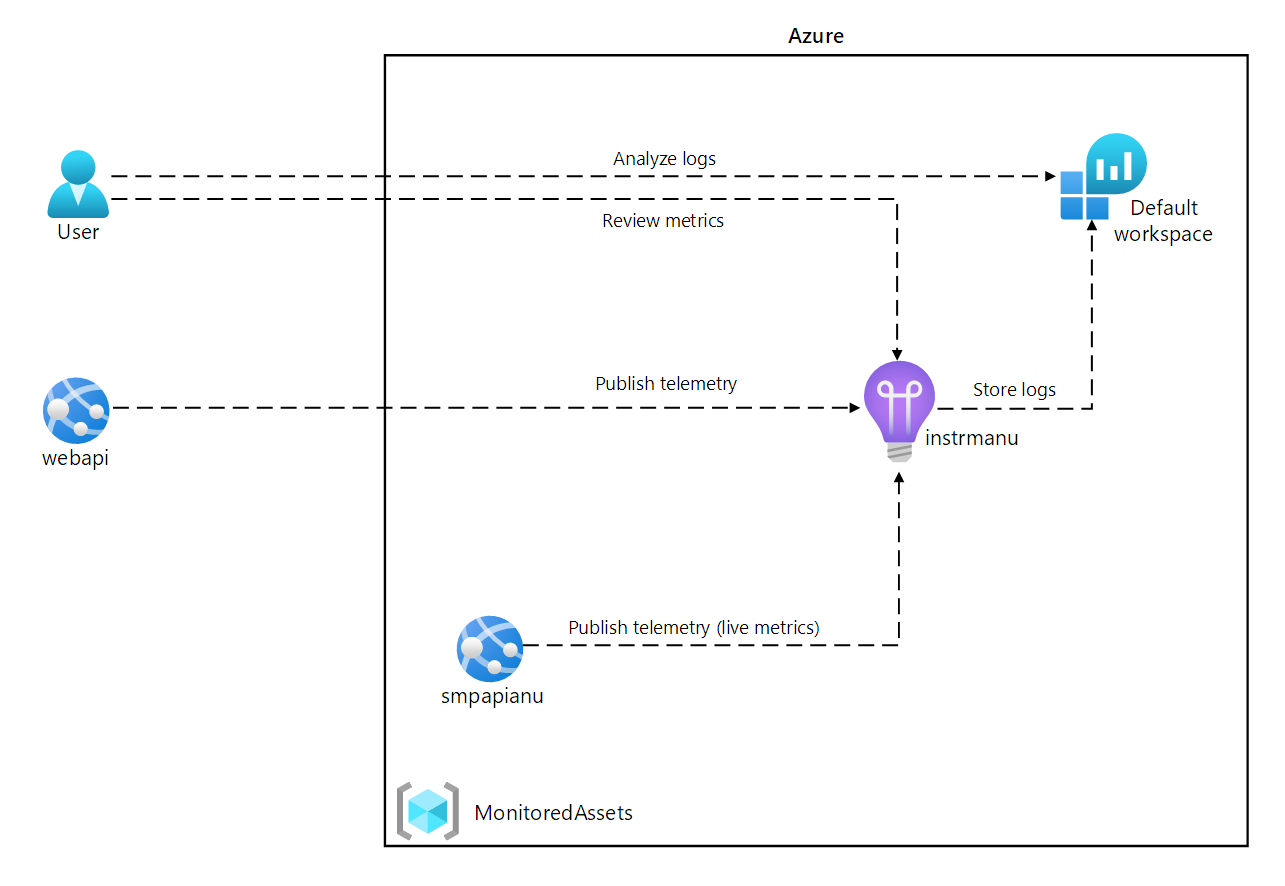 Azure
Analyze logs
User
Review metrics
Default
workspace
Publish telemetry
webapi
Store logs
instrmanu
Publish telemetry (live metrics)
smpapianu
MonitoredAssets